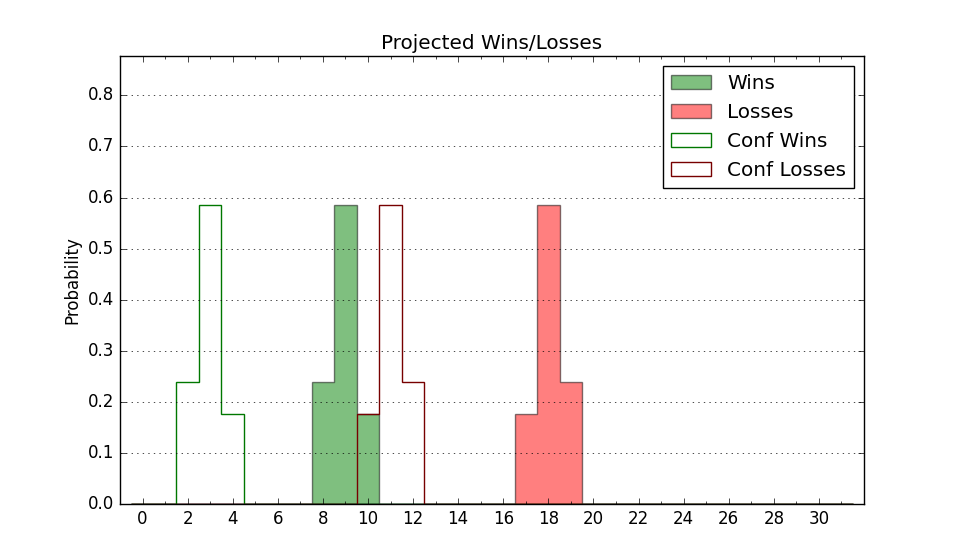 Projected Wins/Losses
Wins
Losses
Conf Wins
Conf Losses
Probability
0.8
0.7
0.6
0.5
0.4
0.3
0.2
0.1
0.0
0 2 4 6 8 10 12 14 16 18 20 22 24 26 28 30